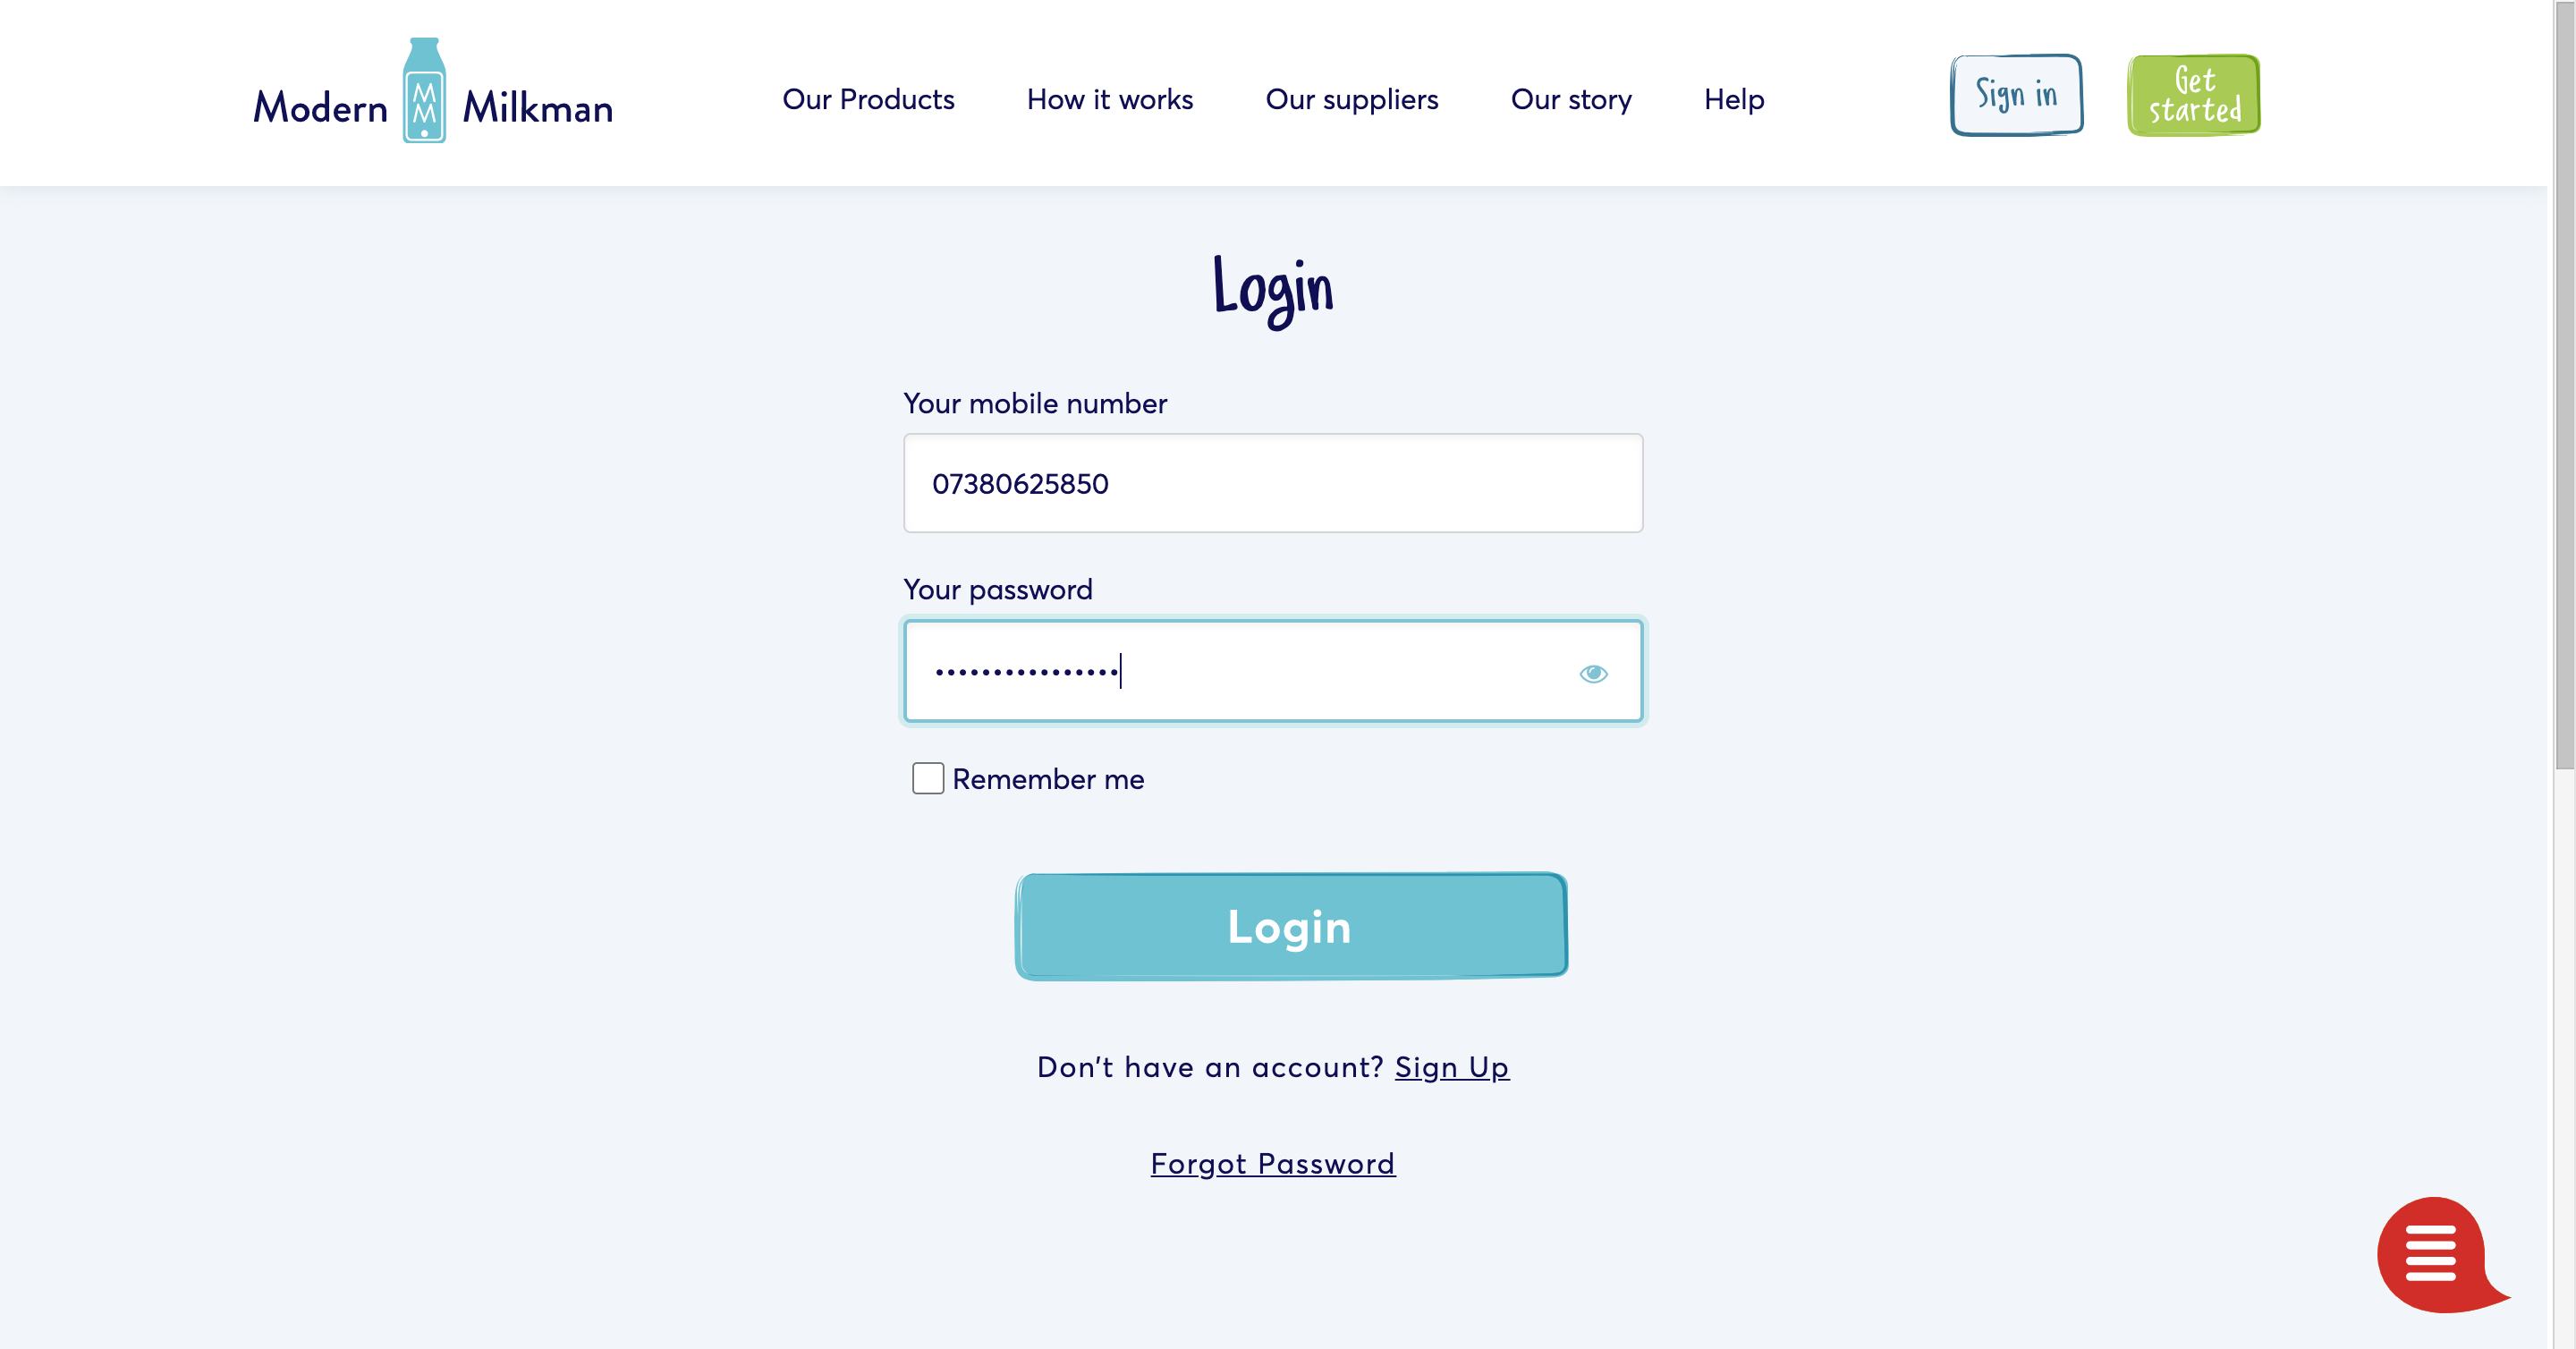 Modern MM Milkman
Our Products
How it works
Our suppliers
Our story
Help
Sign in
Get
started
Login
Your mobile number
07380625850
Your password
••••••••••••••••
Remember me
Login
Don't have an account? Sign Up
Forgot Password